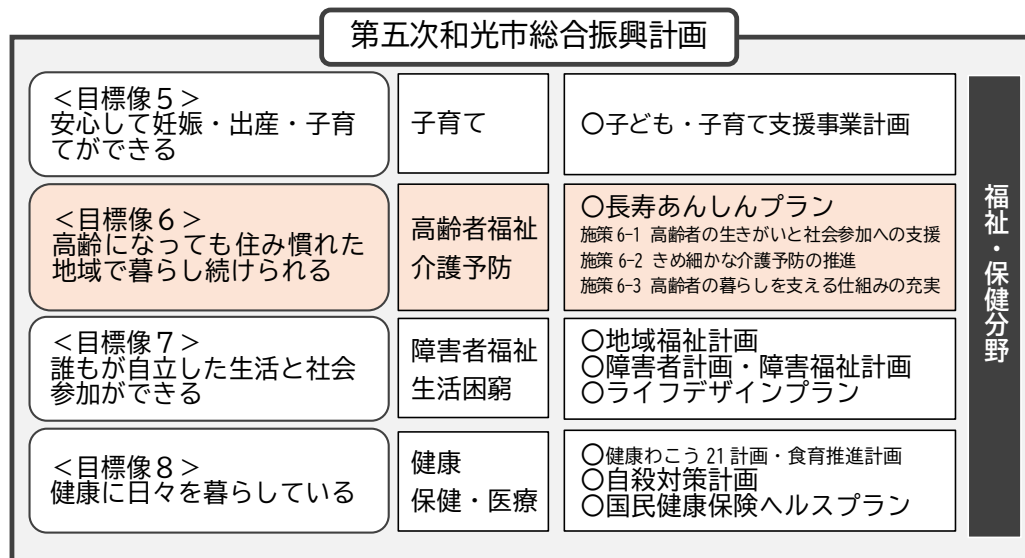 第五次和光市総合振興計画
＜目標像５＞
安心して妊娠・出産・子育
てができる
子育て
○子ども・子育て支援事業計画
＜目標像６＞
高齢になっても住み慣れた
地域で暮らし続けられる
高齢者福祉
介護予防
○長寿あんしんプラン
施策 6-1 高齢者の生きがいと社会参加への支援
施策 6-2 きめ細かな介護予防の推進
施策 6-3 高齢者の暮らしを支える仕組みの充実
＜目標像７＞
誰もが自立した生活と社会
参加ができる
障害者福祉
生活困窮
○地域福祉計画
○障害者計画・障害福祉計画
○ライフデザインプラン
＜目標像８＞
健康に日々を暮らしている
健康
保健・医療
○健康わこう 21 計画・食育推進計画
○自殺対策計画
○国民健康保険ヘルスプラン
福祉・保健分野